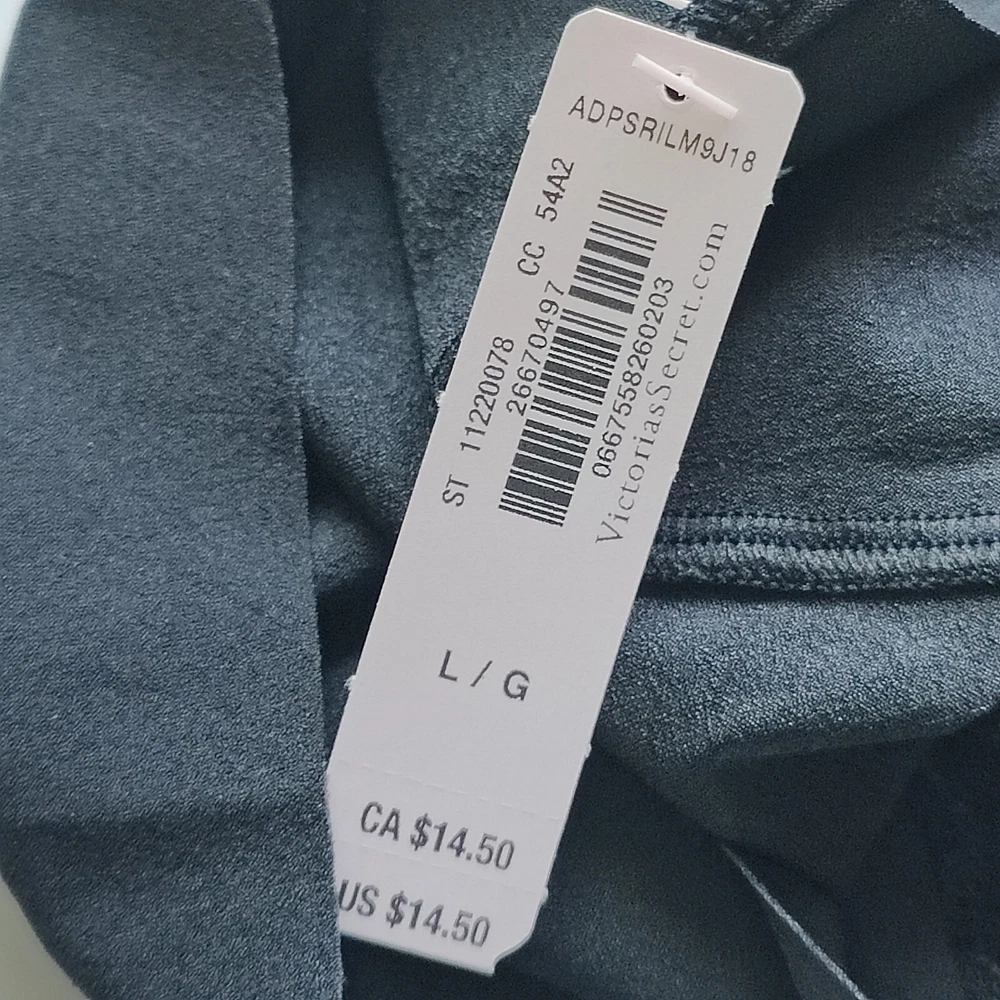 ADPSRILM9J18
ST 11220078 CC 54A2
26670497
0667558260203
VictoriasSecret.com
L / G
CA $14.50
US $14.50